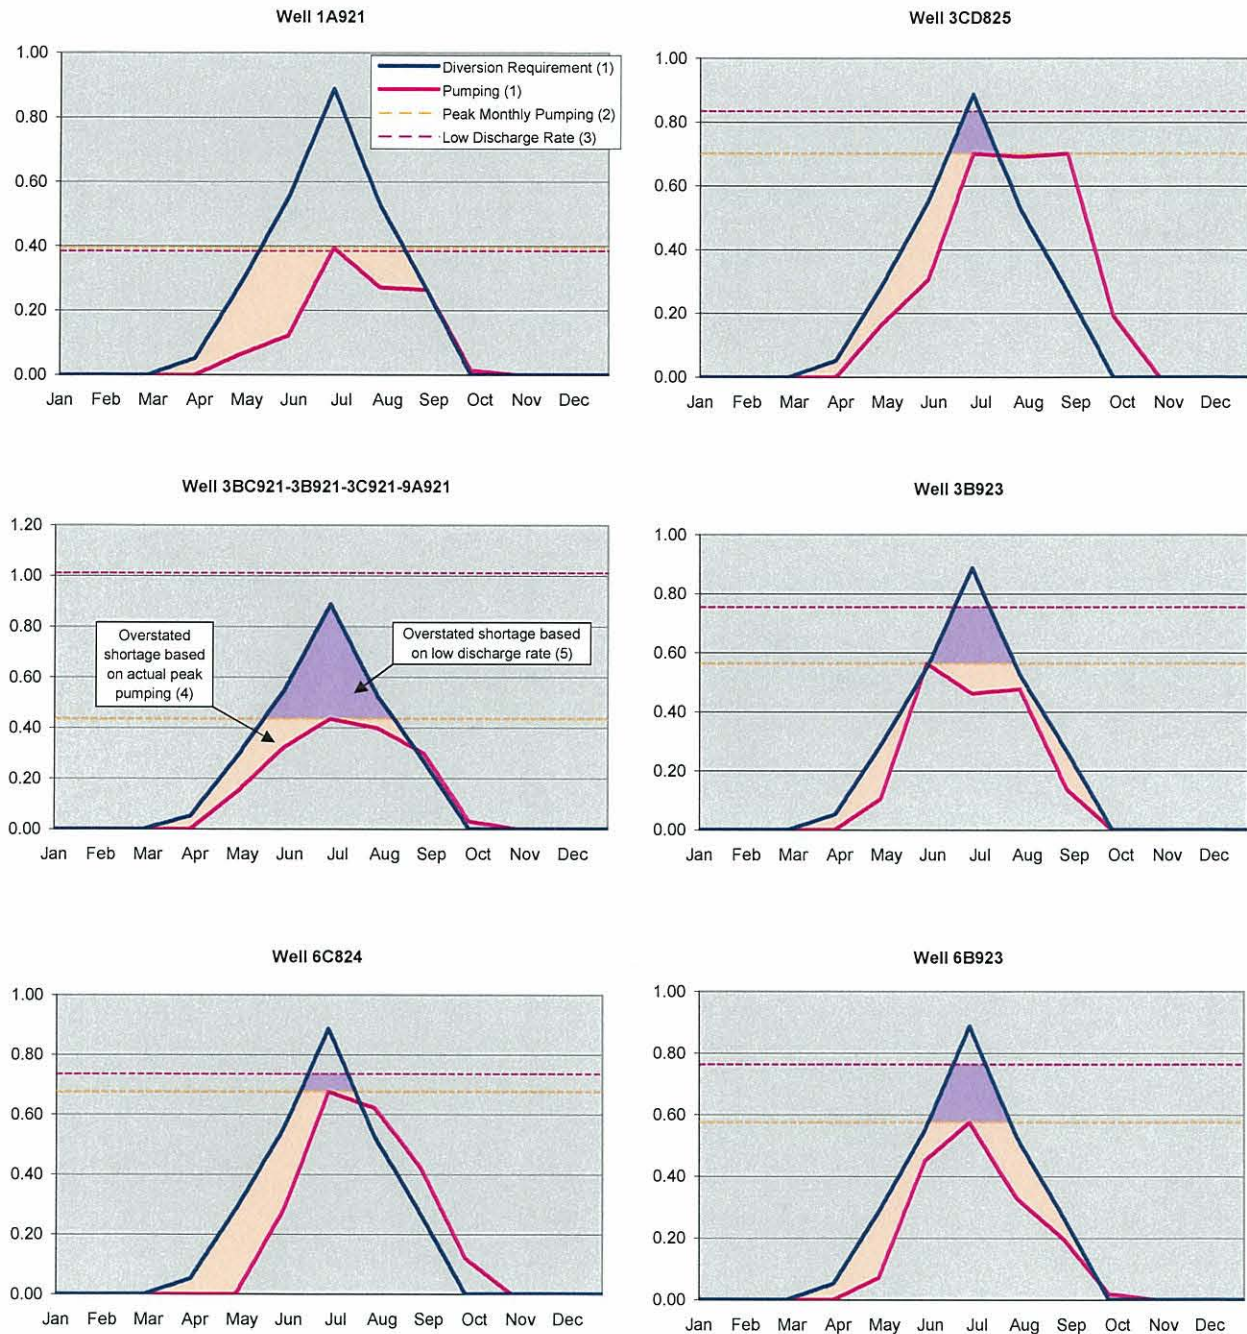 Well 1A921
1.00
0.80
0.60
0.40
0.20
0.00
Jan Feb Mar Apr May Jun Jul Aug Sep Oct Nov Dec
Diversion Requirement (1)
Pumping (1)
Peak Monthly Pumping (2)
Low Discharge Rate (3)
Well 3CD825
1.00
0.80
0.60
0.40
0.20
0.00
Jan Feb Mar Apr May Jun Jul Aug Sep Oct Nov Dec
Well 3BC921-3B921-3C921-9A921
1.20
1.00
0.80
0.60
0.40
0.20
0.00
Jan Feb Mar Apr May Jun Jul Aug Sep Oct Nov Dec
Overstated
shortage based
on actual peak
pumping (4)
Overstated shortage based
on low discharge rate (5)
Well 3B923
1.00
0.80
0.60
0.40
0.20
0.00
Jan Feb Mar Apr May Jun Jul Aug Sep Oct Nov Dec
Well 6C824
1.00
0.80
0.60
0.40
0.20
0.00
Jan Feb Mar Apr May Jun Jul Aug Sep Oct Nov Dec
Well 6B923
1.00
0.80
0.60
0.40
0.20
0.00
Jan Feb Mar Apr May Jun Jul Aug Sep Oct Nov Dec